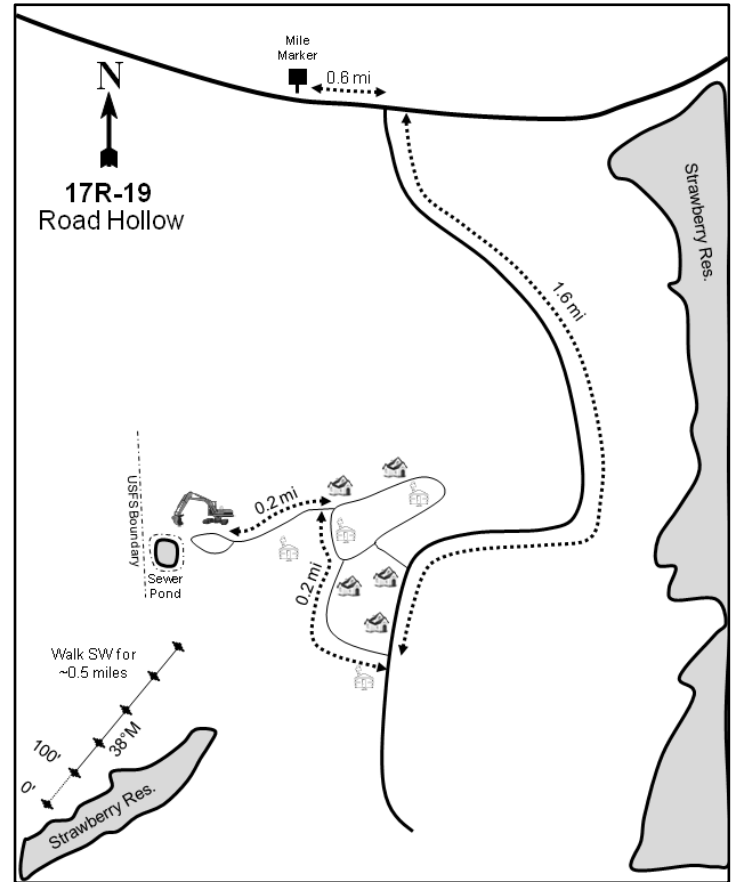 Mile
Marker
0.6 mi
N
17R-19
Road Hollow
Strawberry Res.
1.6 mi
0.2 mi
USFS Boundary
Sewer
Pond
0.2 mi
Walk SW for
~0.5 miles
38°M
100'
0'
Strawberry Res.